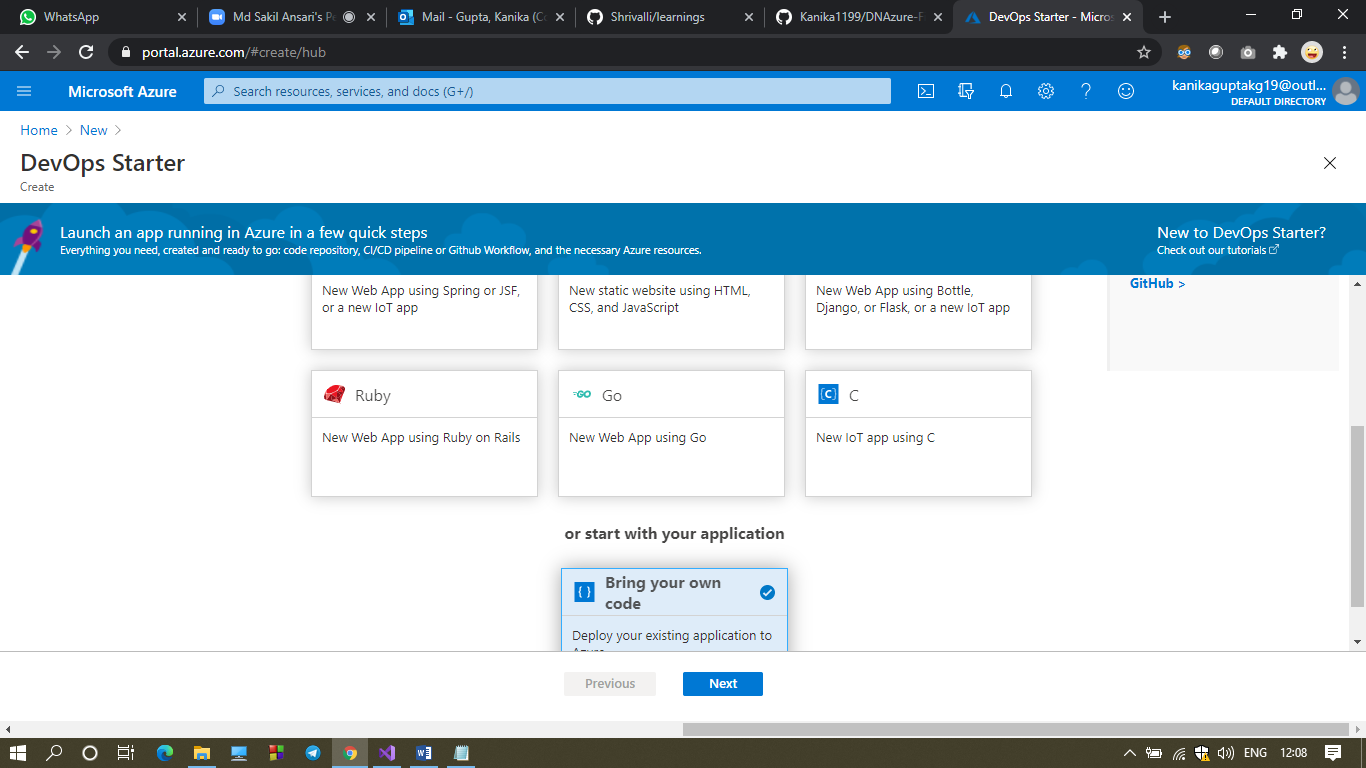 WhatsApp
Md Sakil Ansari's Pe
Mail - Gupta, Kanika (Co
Shrivalli/learnings
Kanika1199/DNAzure-F
DevOps Starter - Micros
portal.azure.com/#create/hub
Microsoft Azure
Search resources, services, and docs (G+/)
kanikaguptakg19@outl...
DEFAULT DIRECTORY
Home > New >
DevOps Starter
Create
Launch an app running in Azure in a few quick steps
Everything you need, created and ready to go: code repository, CI/CD pipeline or Github Workflow, and the necessary Azure resources.
New to DevOps Starter?
Check out our tutorials
GitHub >
New Web App using Spring or JSF,
or a new IoT app
New static website using HTML,
CSS, and JavaScript
New Web App using Bottle,
Django, or Flask, or a new IoT app
Ruby
New Web App using Ruby on Rails
GO
Go
New Web App using Go
C
C
New IoT app using C
or start with your application
{ }
Bring your own
code
Deploy your existing application to
Azure
Previous
Next
ENG
12:08